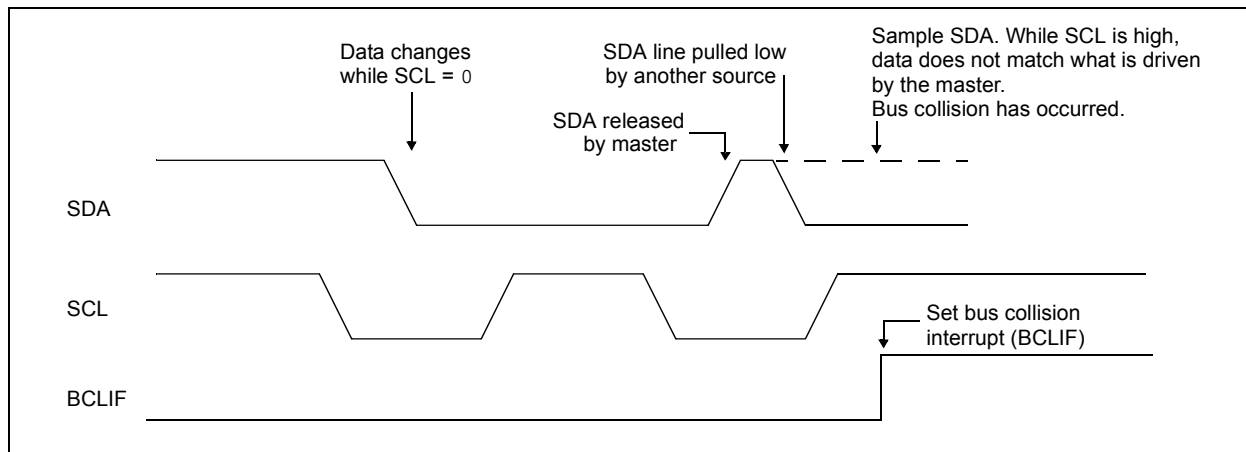 Data changes
while SCL = 0
SDA line pulled low
by another source
Sample SDA. While SCL is high,
data does not match what is driven
by the master.
Bus collision has occurred.
SDA released
by master
SDA
SCL
Set bus collision
interrupt (BCLIF)
BCLIF